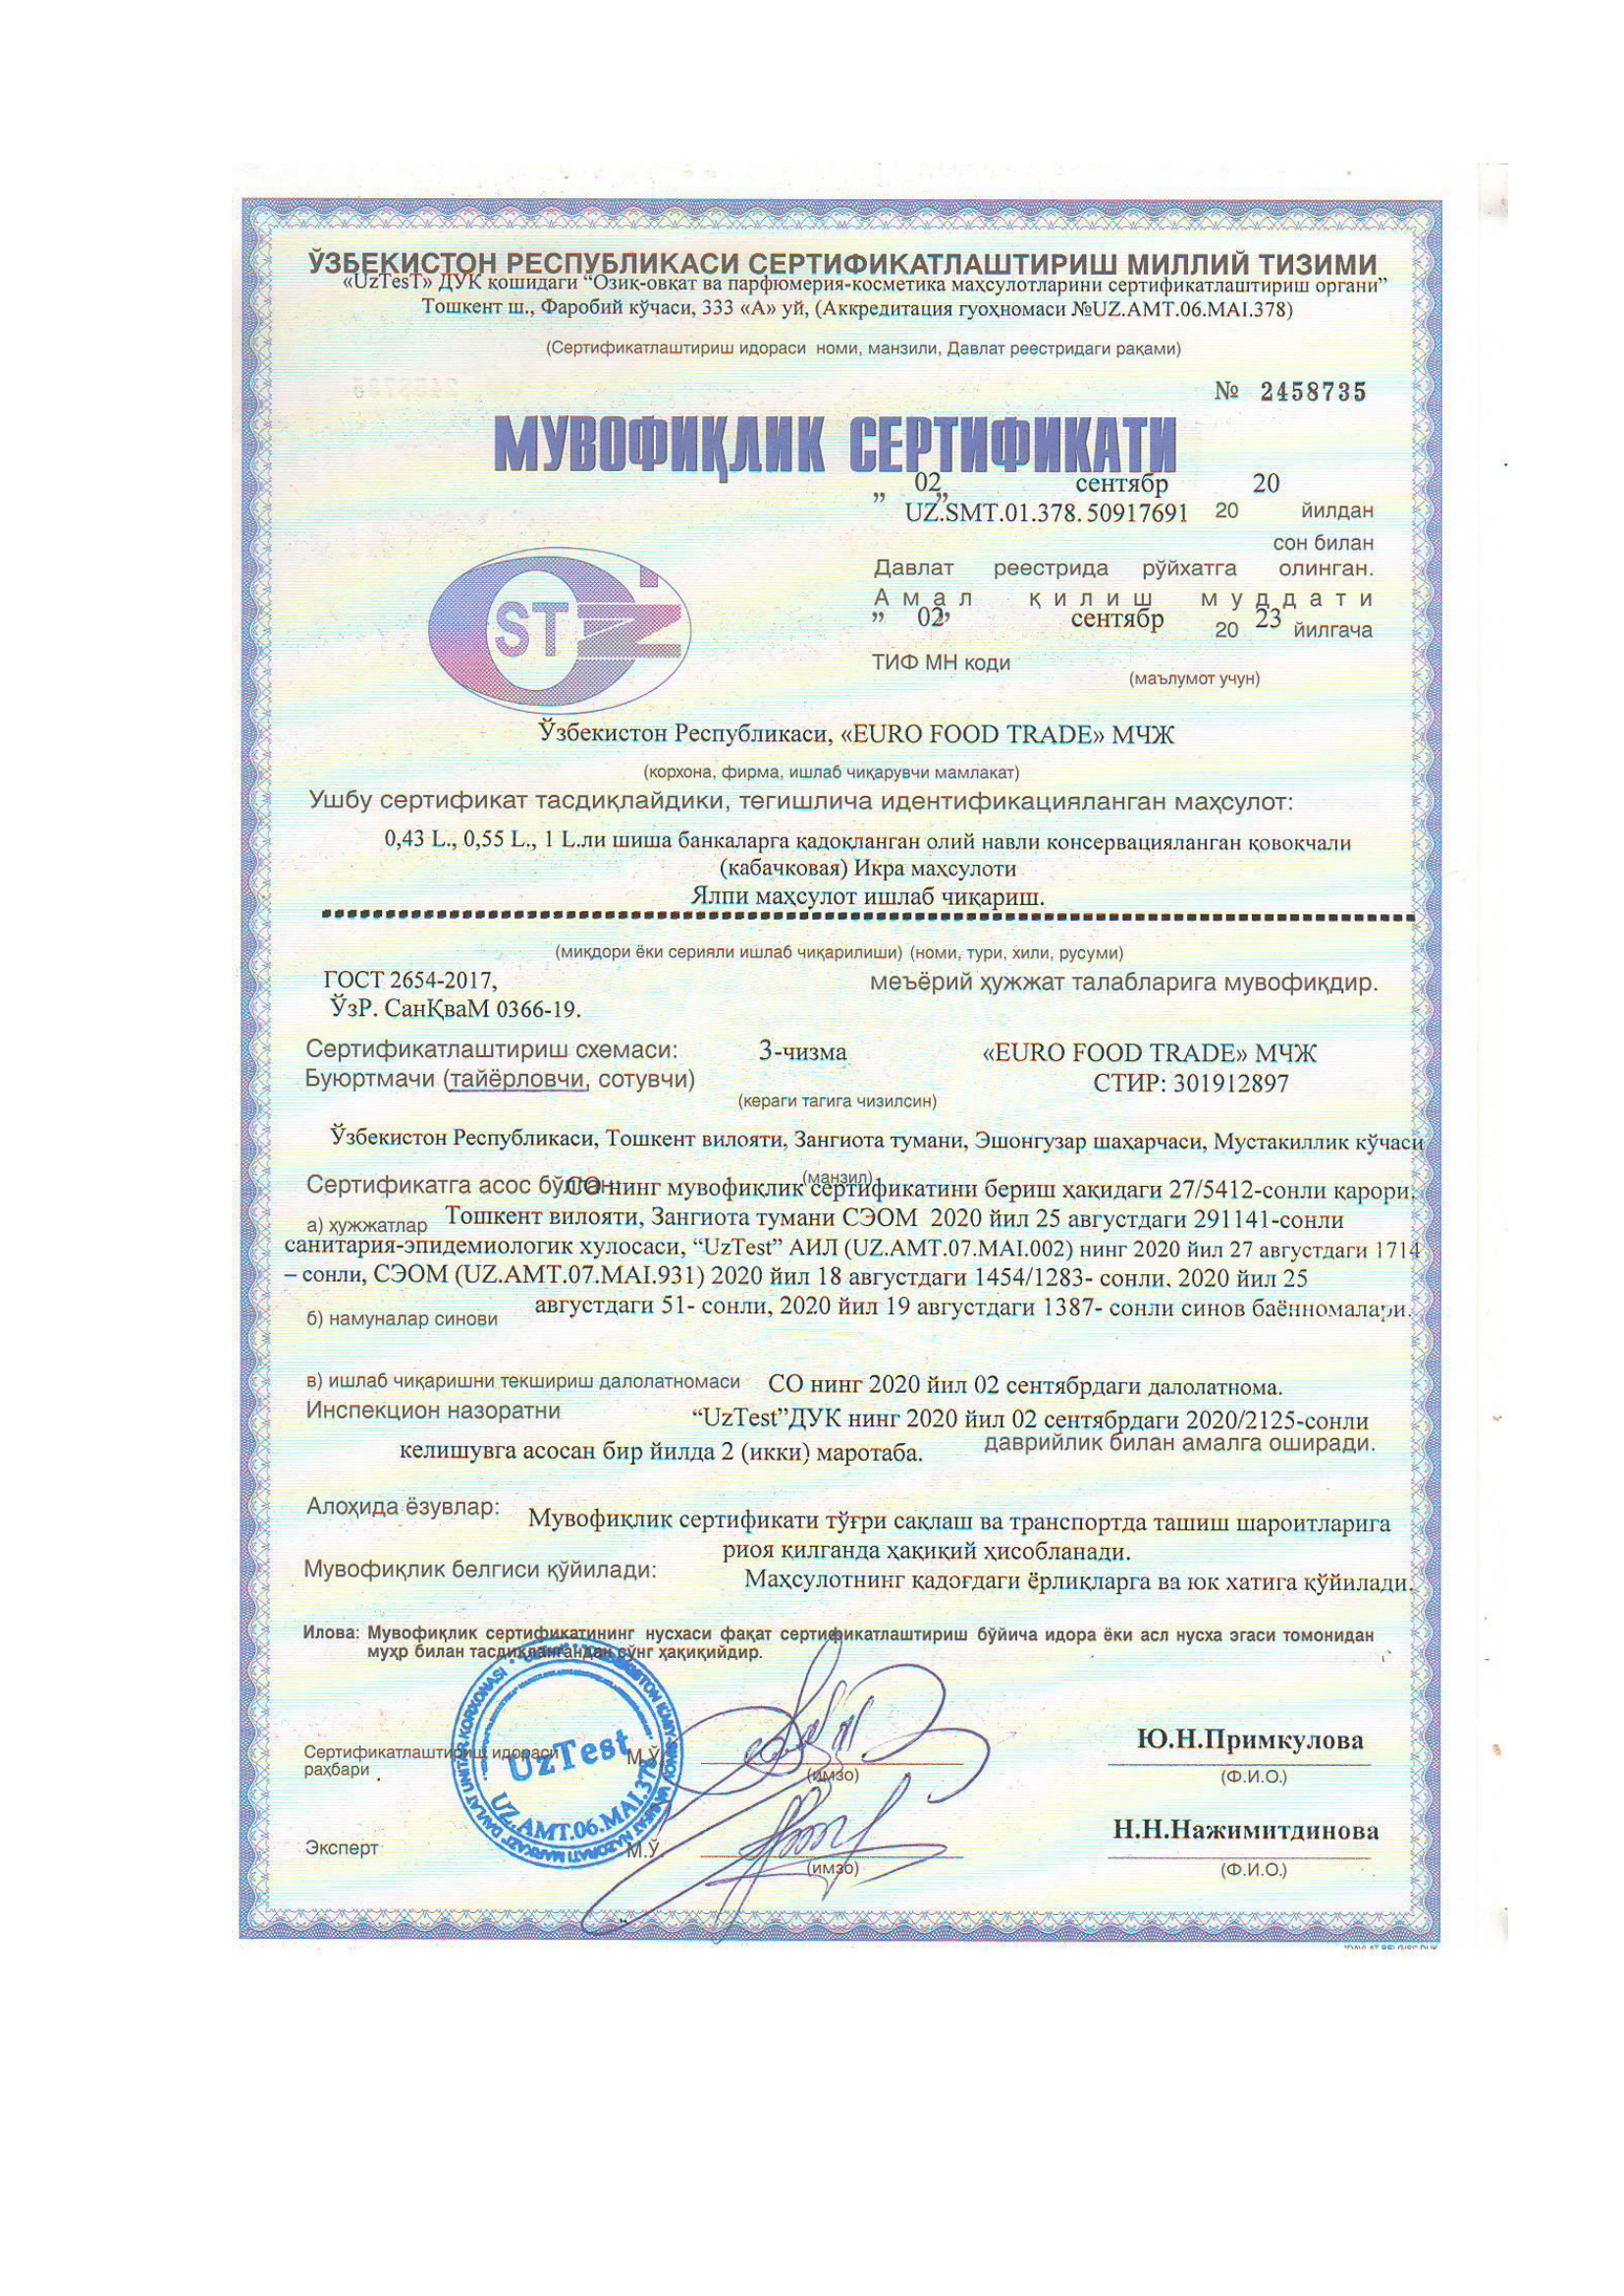 ЎЗБЕКИСТОН РЕСПУБЛИКАСИ СЕРТИФИКАТЛАШТИРИШ МИЛЛИЙ ТИЗИМИ
«UzTesT» ДУК қошидаги “Озиқ-овқат ва парфюмерия-косметика маҳсулотларини сертификатлаштириш органи”
Тошкент ш., Фаробий кўчаси, 333 «А» уй, (Аккредитация гуоҳномаси №UZ.AMT.06.MAI.378)
(Сертификатлаштириш идораси номи, манзили, Давлат реестридаги рақами)
№ 2458735
МУВОФИҚЛИК СЕРТИФИКАТИ
„ 02 „ сентябр 20
UZ.SMT.01.378. 50917691 20 йилдан
сон билан
Давлат реестрида рўйхатга олинган.
Амал қилиш муддати
” 02” сентябр 20 23 йилгача
ТИФ МН коди
(маълумот учун)
ST
Ўзбекистон Республикаси, «EURO FOOD TRADE» МЧЖ
(корхона, фирма, ишлаб чиқарувчи мамлакат)
Ушбу сертификат тасдиқлайдики, тегишлича идентификацияланган маҳсулот:
0,43 L., 0,55 L., 1 L.ли шиша банкаларга қадоқланган олий навли консервацияланган қовокчали
(кабачковая) Икра маҳсулоти
Ялпи маҳсулот ишлаб чиқариш.
(миқдори ёки серияли ишлаб чиқарилиши) (номи, тури, хили, русуми)
ГОСТ 2654-2017, меъёрий ҳужжат талабларига мувофиқдир.
ЎзР. СанҚваМ 0366-19.
Сертификатлаштириш схемаси: 3-чизма «EURO FOOD TRADE» МЧЖ
Буюртмачи (тайёрловчи, сотувчи) СТИР: 301912897
(кераги тагига чизилсин)
Ўзбекистон Республикаси, Тошкент вилояти, Зангиота тумани, Эшонгузар шаҳарчаси, Мустакиллик кўчаси
(манзил)
Сертификатга асос бўлган: СО нинг мувофиқлик сертификатини бериш ҳақидаги 27/5412-сонли қарори.
а) ҳужжатлар Тошкент вилояти, Зангиота тумани СЭОМ 2020 йил 25 августдаги 291141-сонли
санитария-эпидемиологик хулосаси, “UzTest” АИЛ (UZ.AMT.07.MAI.002) нинг 2020 йил 27 августдаги 1714
– сонли, СЭОМ (UZ.AMT.07.MAI.931) 2020 йил 18 августдаги 1454/1283- сонли, 2020 йил 25
августдаги 51- сонли, 2020 йил 19 августдаги 1387- сонли синов баённомалари.
б) намуналар синови
в) ишлаб чиқаришни текшириш далолатномаси СО нинг 2020 йил 02 сентябрдаги далолатнома.
Инспекцион назоратни “UzTest”ДУК нинг 2020 йил 02 сентябрдаги 2020/2125-сонли
келишувга асосан бир йилда 2 (икки) маротаба. даврийлик билан амалга оширади.
Алоҳида ёзувлар: Мувофиқлик сертификати тўғри сақлаш ва транспортда ташиш шароитларига
риоя қилганда ҳақиқий ҳисобланади.
Мувофиқлик белгиси қўйилади: Маҳсулотнинг қадоғдаги ёрлиқларга ва юк хатига қўйилади.
Илова: Мувофиқлик сертификатининг нусхаси фақат сертификатлаштириш бўйича идора ёки асл нусха эгаси томонидан
муҳр билан тасдиқлангандан сўнг ҳақиқийдир.
Сертификатлаштириш идораси М.Ў. Ю.Н.Примкулова
раҳбари (имзо) (Ф.И.О.)
UzTest
UZ.AMT.06.MAI.378
Эксперт М.Ў. Н.Н.Нажимитдинова
(имзо) (Ф.И.О.)